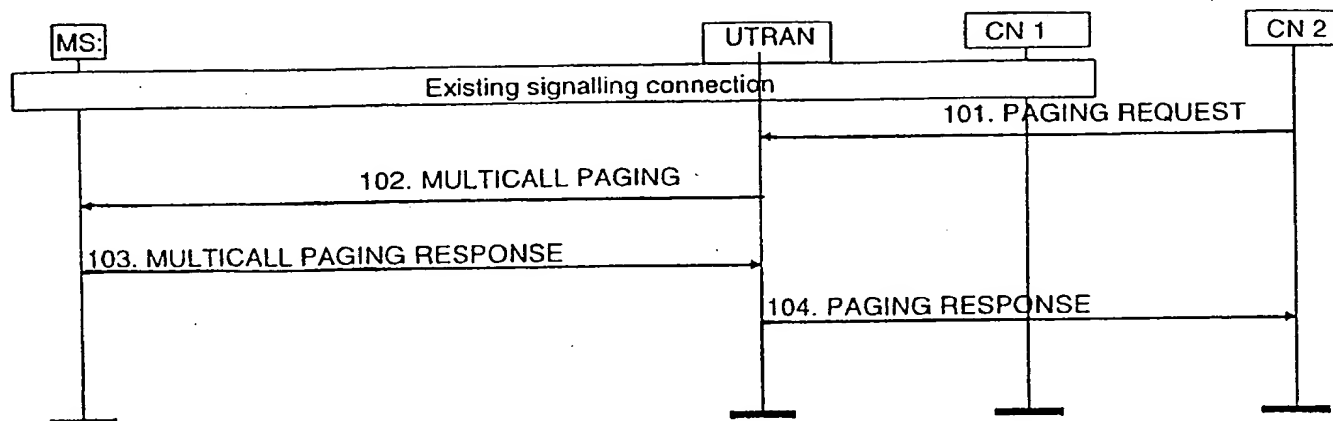 MS:
UTRAN
CN 1
CN 2
Existing signalling connection
101. PAGING REQUEST
102. MULTICALL PAGING
103. MULTICALL PAGING RESPONSE
104. PAGING RESPONSE